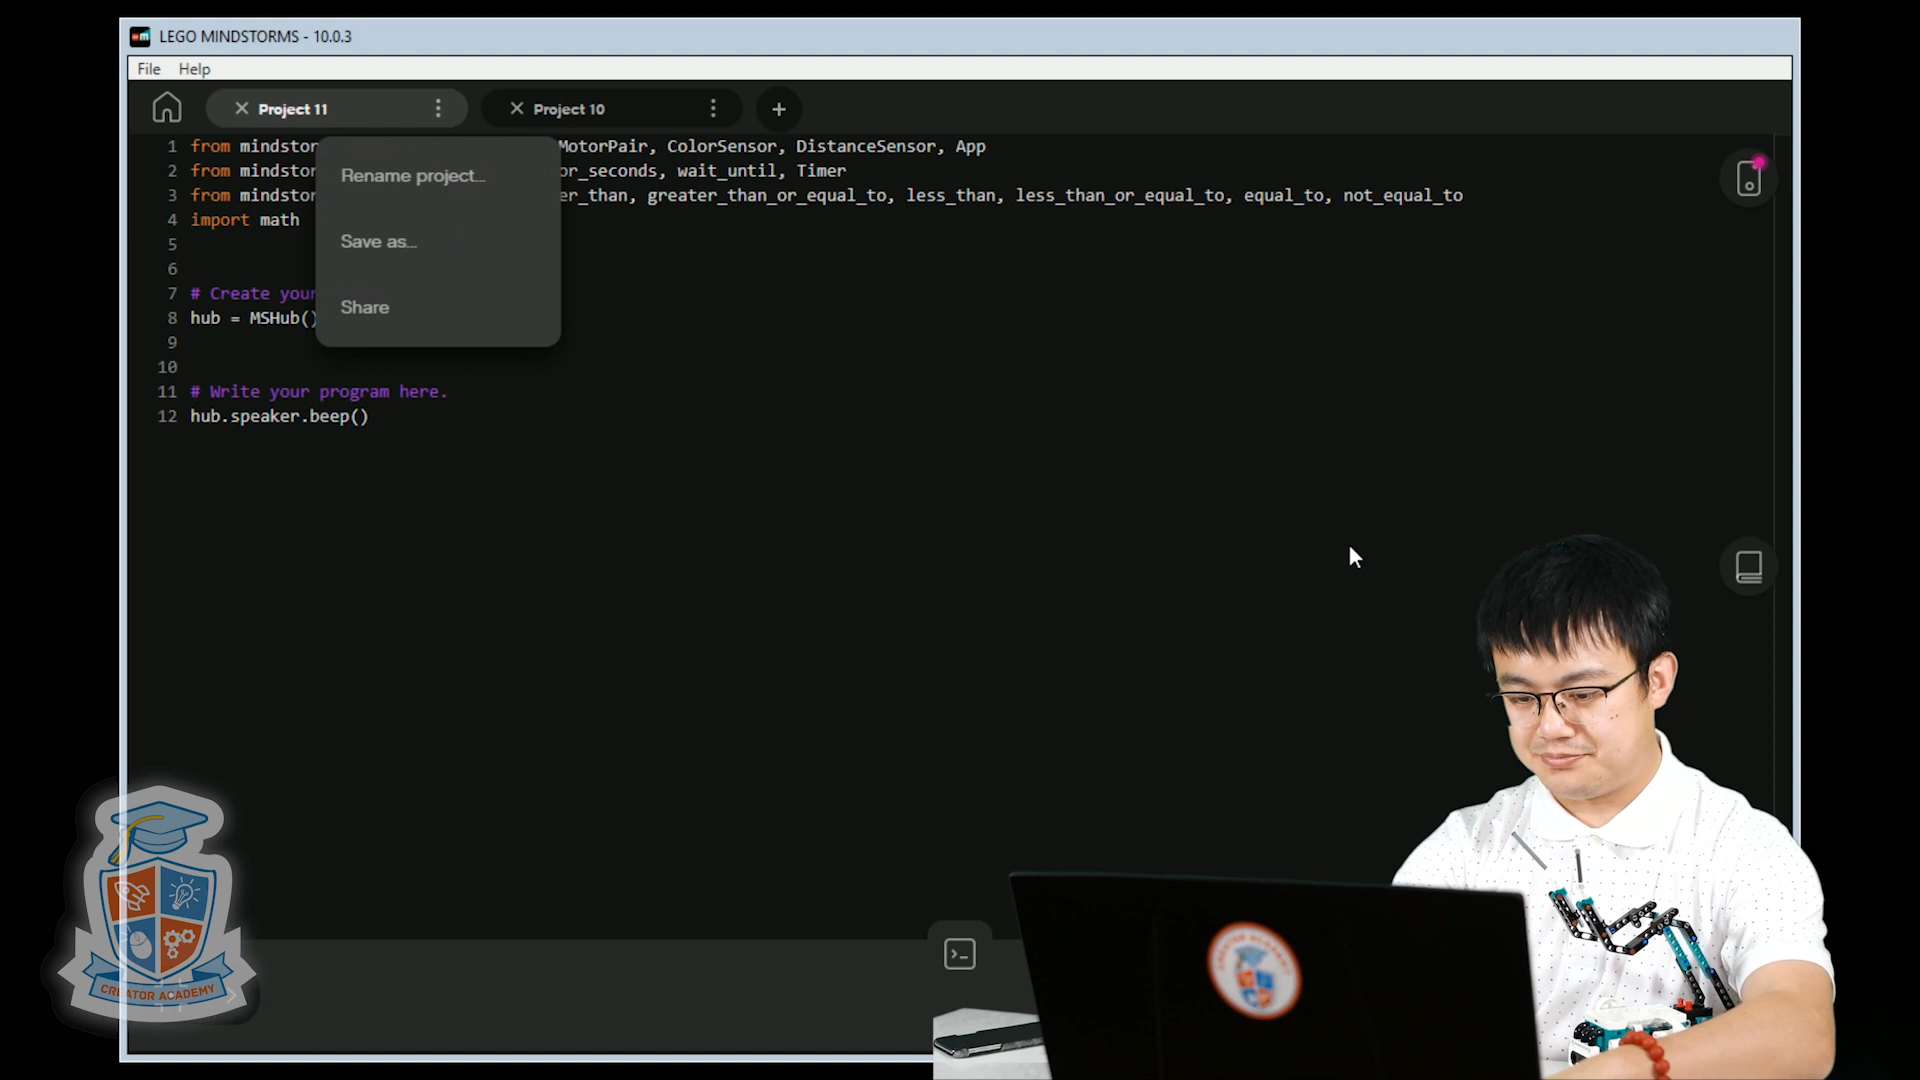 LEGO MINDSTORMS - 10.0.3
File Help
Project 11
Project 10
1 from mindstor MotorPair, ColorSensor, DistanceSensor, App
2 from mindstor or_seconds, wait_until, Timer
3 from mindstor er_than, greater_than_or_equal_to, less_than, less_than_or_equal_to, equal_to, not_equal_to
4 import math
5
6
7 # Create your
8 hub = MSHub()
9
10
11 # Write your program here.
12 hub.speaker.beep()
Rename project...
Save as...
Share
CREATOR ACADEMY
CREATOR ACADEMY